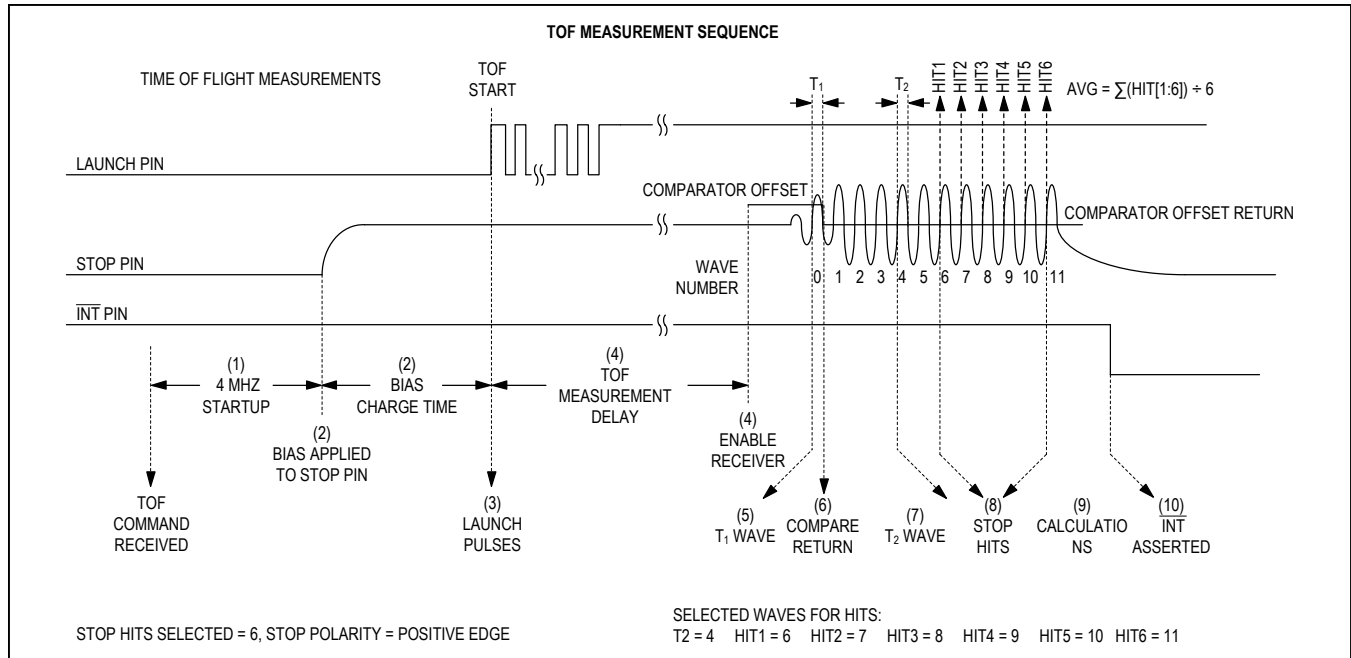 TOF MEASUREMENT SEQUENCE
TIME OF FLIGHT MEASUREMENTS
TOF
START
T1
T2
HIT1
HIT2
HIT3
HIT4
HIT5
HIT6
AVG = ∑(HIT[1:6]) ÷ 6
LAUNCH PIN
COMPARATOR OFFSET
COMPARATOR OFFSET RETURN
STOP PIN
WAVE
NUMBER
0 1 2 3 4 5 6 7 8 9 10 11
INT PIN
(1)
4 MHZ
STARTUP
(2)
BIAS
CHARGE TIME
(4)
TOF
MEASUREMENT
DELAY
(2)
BIAS APPLIED
TO STOP PIN
(4)
ENABLE
RECEIVER
TOF
COMMAND
RECEIVED
(3)
LAUNCH
PULSES
(5)
T1 WAVE
(6)
COMPARE
RETURN
(7)
T2 WAVE
(8)
STOP
HITS
(9)
CALCULATIO
NS
(10)
INT
ASSERTED
STOP HITS SELECTED = 6, STOP POLARITY = POSITIVE EDGE
SELECTED WAVES FOR HITS:
T2 = 4 HIT1 = 6 HIT2 = 7 HIT3 = 8 HIT4 = 9 HIT5 = 10 HIT6 = 11